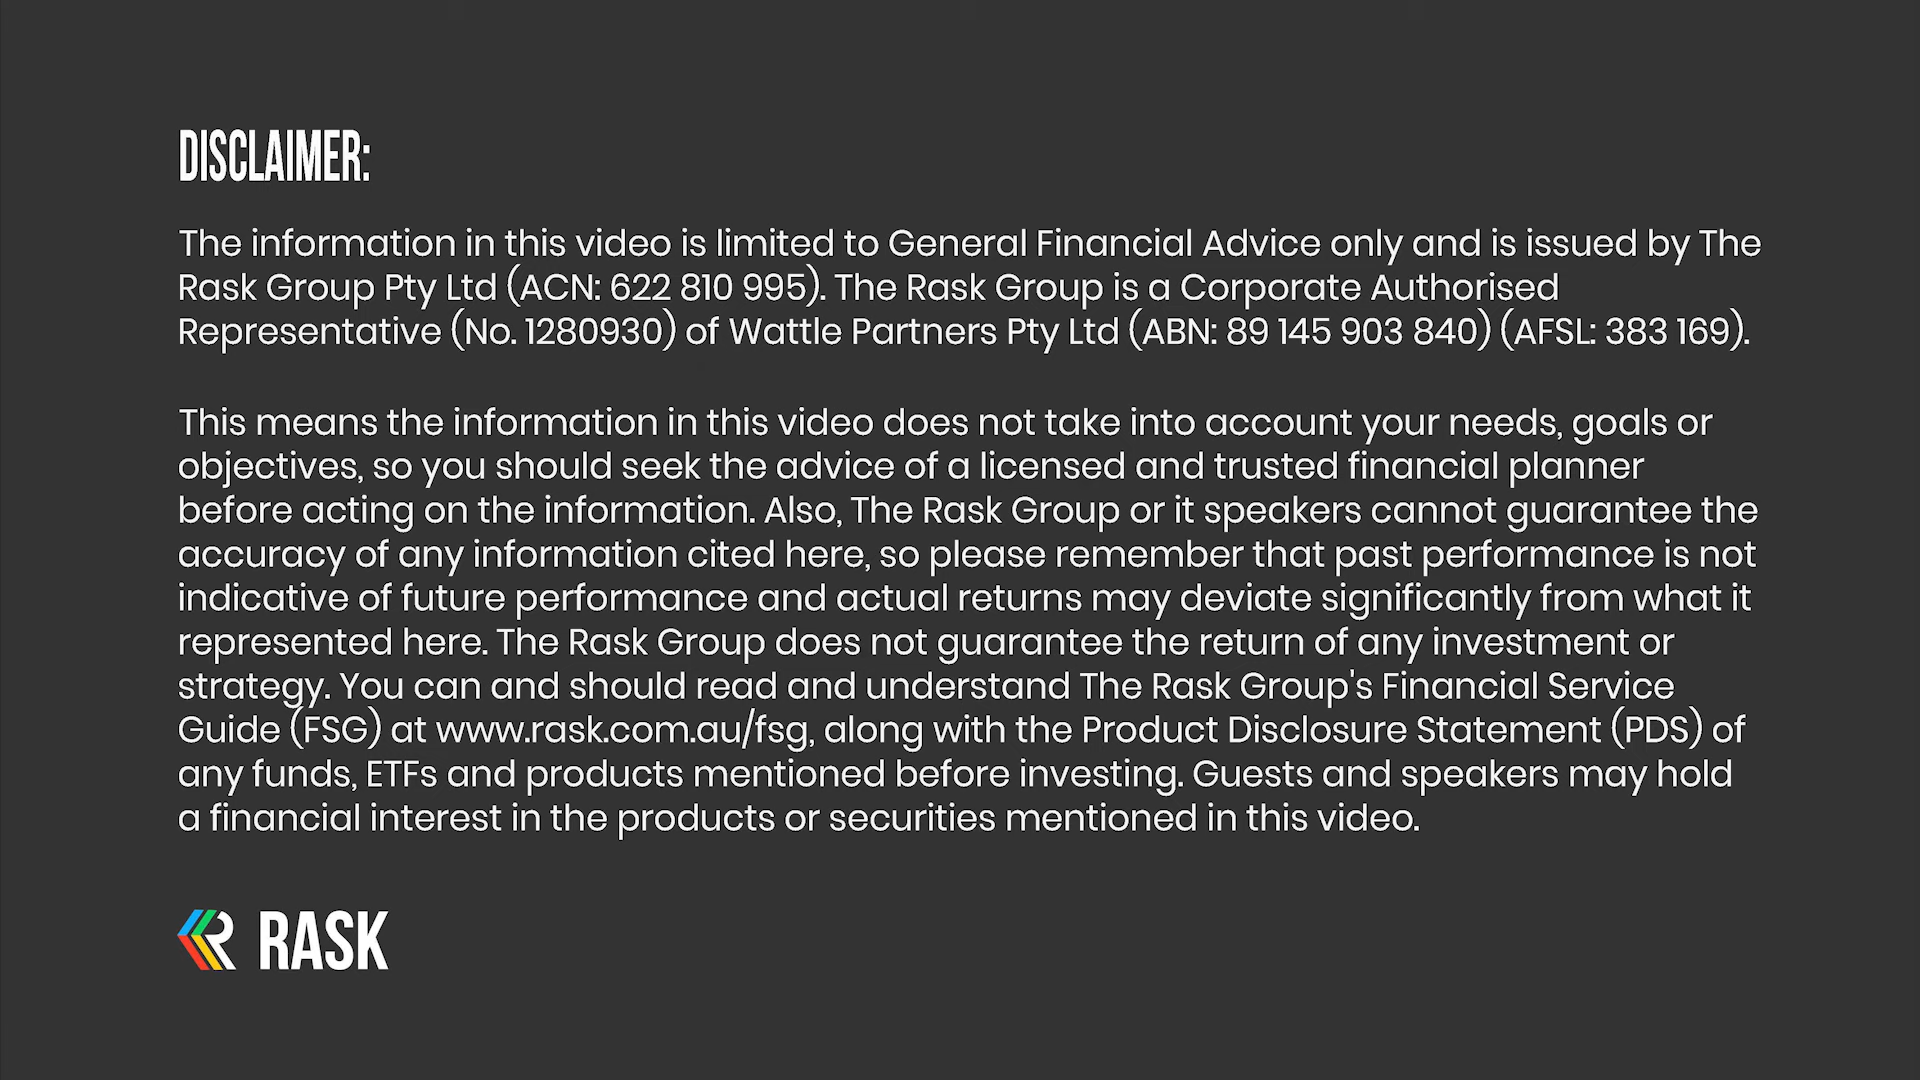 DISCLAIMER:
The information in this video is limited to General Financial Advice only and is issued by The
Rask Group Pty Ltd (ACN: 622 810 995). The Rask Group is a Corporate Authorised
Representative (No. 1280930) of Wattle Partners Pty Ltd (ABN: 89 145 903 840) (AFSL: 383 169).
This means the information in this video does not take into account your needs, goals or
objectives, so you should seek the advice of a licensed and trusted financial planner
before acting on the information. Also, The Rask Group or it speakers cannot guarantee the
accuracy of any information cited here, so please remember that past performance is not
indicative of future performance and actual returns may deviate significantly from what it
represented here. The Rask Group does not guarantee the return of any investment or
strategy. You can and should read and understand The Rask Group's Financial Service
Guide (FSG) at www.rask.com.au/fsg, along with the Product Disclosure Statement (PDS) of
any funds, ETFs and products mentioned before investing. Guests and speakers may hold
a financial interest in the products or securities mentioned in this video.
RASK